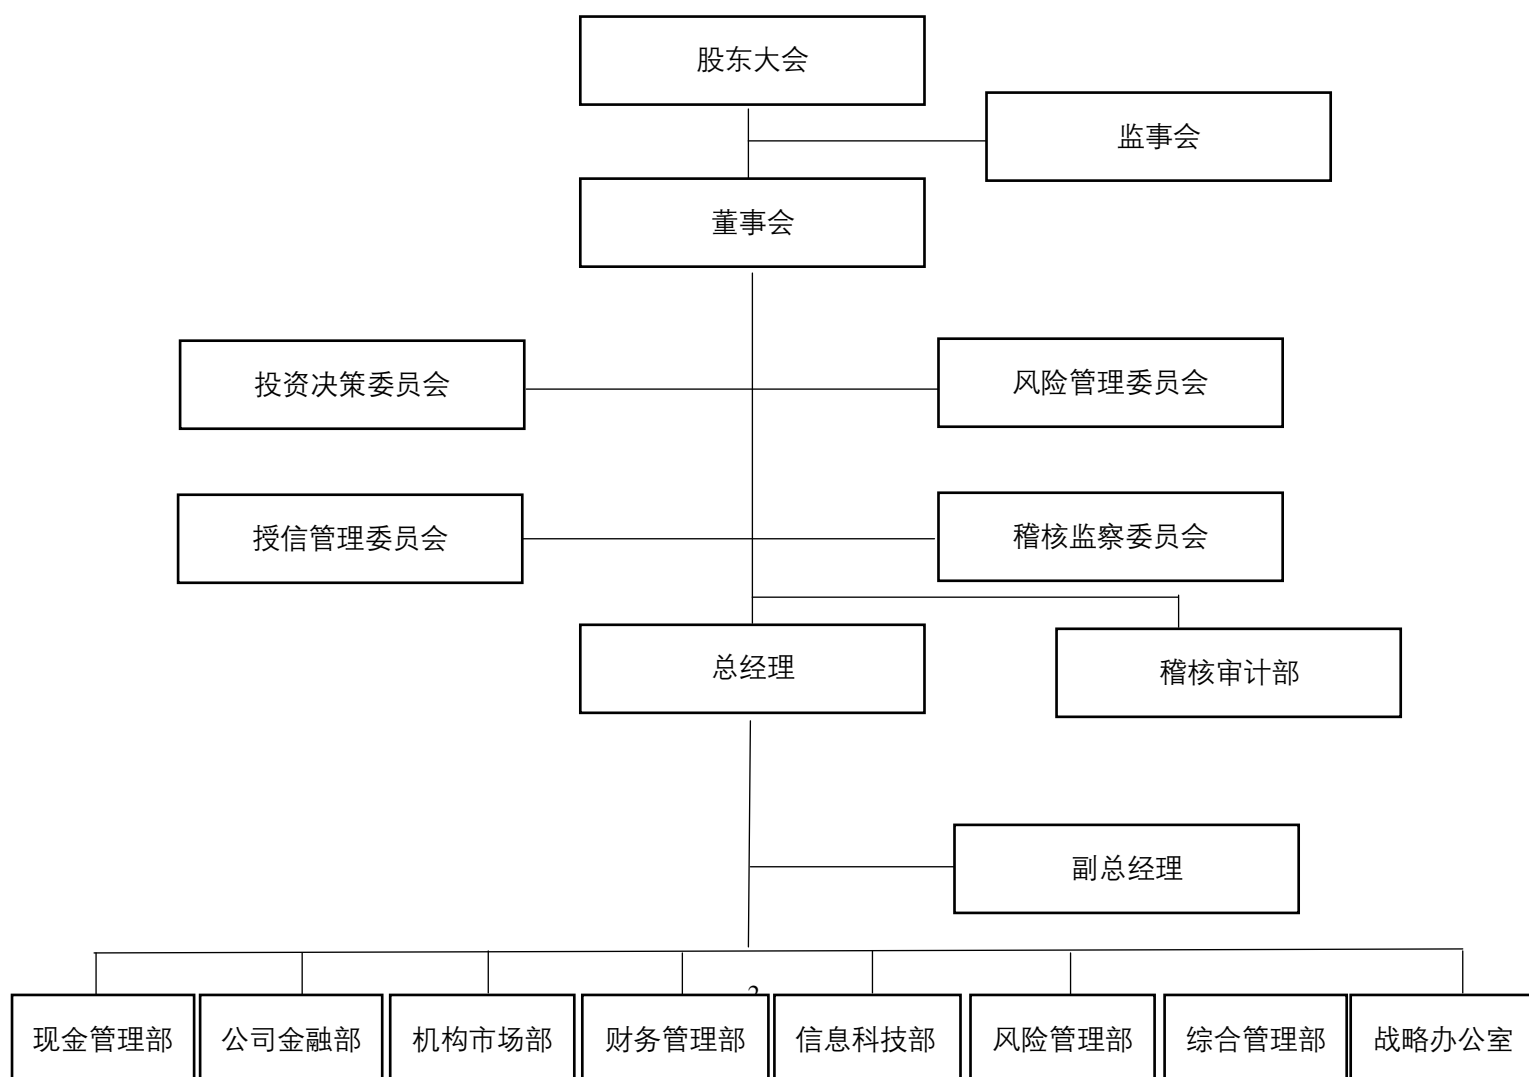 股东大会
监事会
董事会
投资决策委员会
风险管理委员会
授信管理委员会
稽核监察委员会
总经理
稽核审计部
副总经理
现金管理部
公司金融部
机构市场部
财务管理部
信息科技部
风险管理部
综合管理部
战略办公室